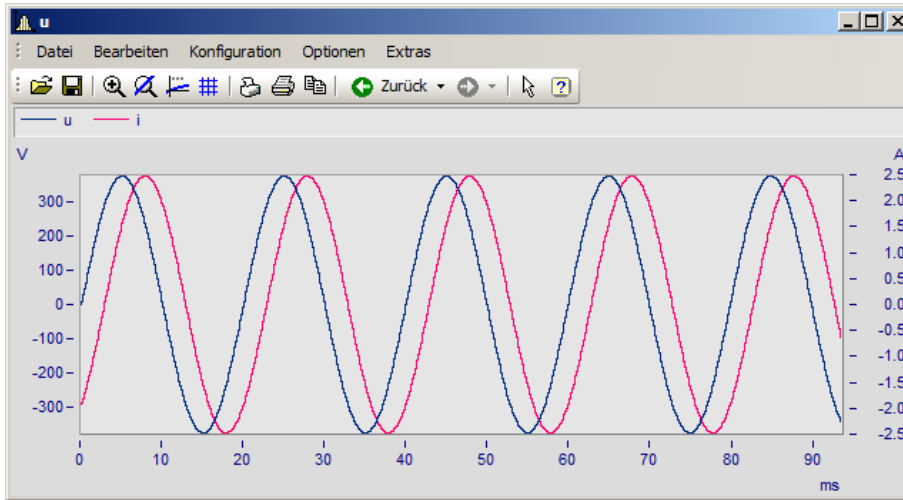 u
Datei Bearbeiten Konfiguration Optionen Extras
Zurück
u i
V A
300 2.5
200 2.0
100 1.5
0 1.0
-100 0.5
-200 0.0
-300 -0.5
-1.0
-1.5
-2.0
-2.5
0 10 20 30 40 50 60 70 80 90
ms